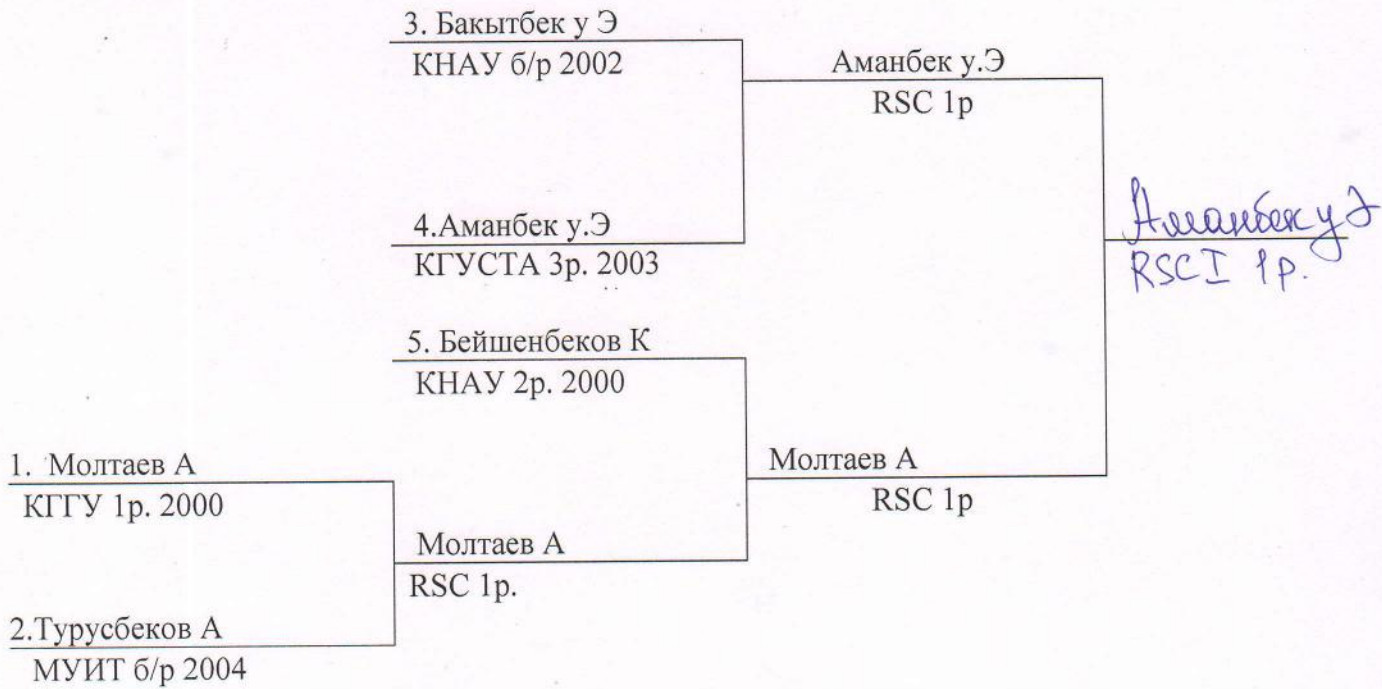 3. Бакытбек у Э
КНАУ б/р 2002
Аманбек у.Э
RSC 1р
4.Аманбек у.Э
КГУСТА 3р. 2003
Аманбек у Э
RSC I 1р.
5. Бейшенбеков К
КНАУ 2р. 2000
1. Молтаев А
КГГУ 1р. 2000
Молтаев А
RSC 1р
Молтаев А
RSC 1р.
2.Турусбеков А
МУИТ б/р 2004